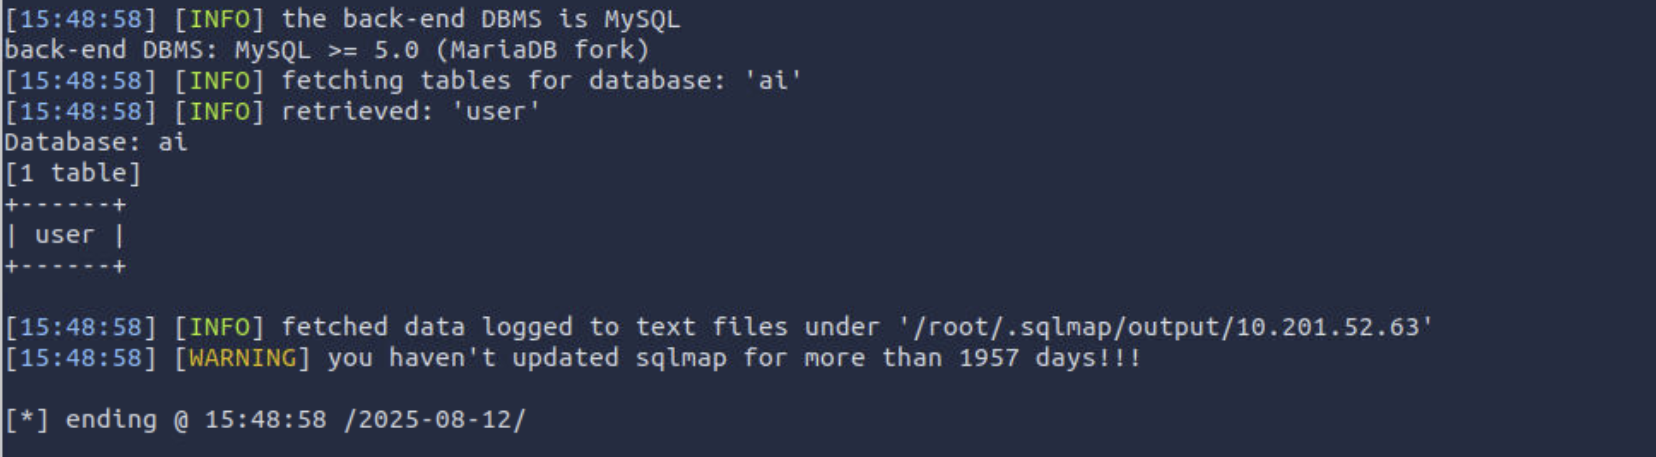 [15:48:58] [INFO] the back-end DBMS is MySQL
back-end DBMS: MySQL >= 5.0 (MariaDB fork)
[15:48:58] [INFO] fetching tables for database: 'ai'
[15:48:58] [INFO] retrieved: 'user'
Database: ai
[1 table]
+------+
| user |
+------+
[15:48:58] [INFO] fetched data logged to text files under '/root/.sqlmap/output/10.201.52.63'
[15:48:58] [WARNING] you haven't updated sqlmap for more than 1957 days!!!
[*] ending @ 15:48:58 /2025-08-12/